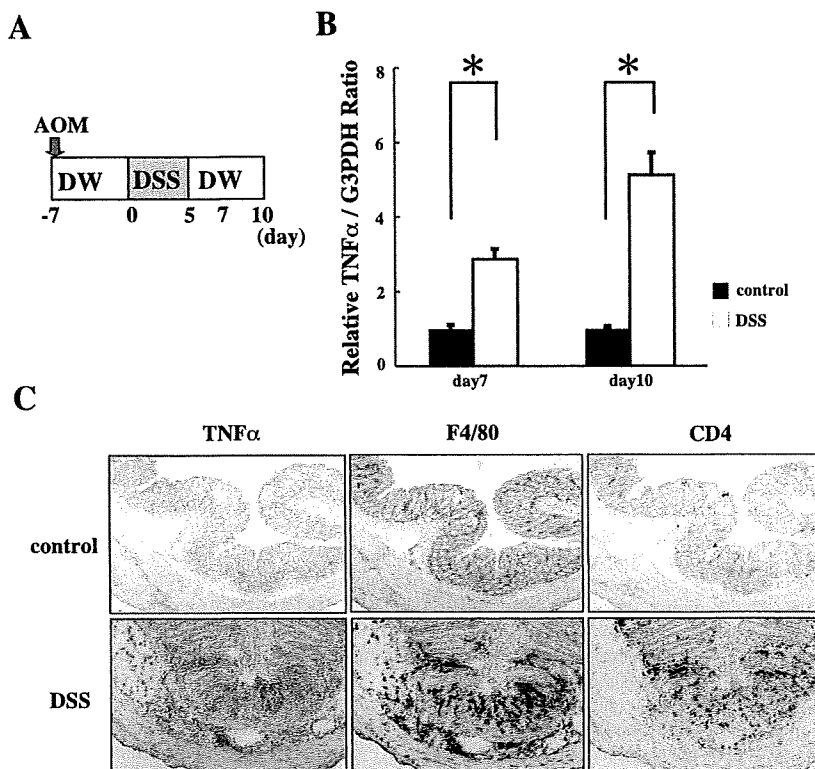 A
AOM
DW DSS DW
-7 0 5 7 10
(day)
B
Relative TNFα / G3PDH Ratio
8
6
4
2
0
* *
day7 day10
control
DSS
C
TNFα F4/80 CD4
control
DSS